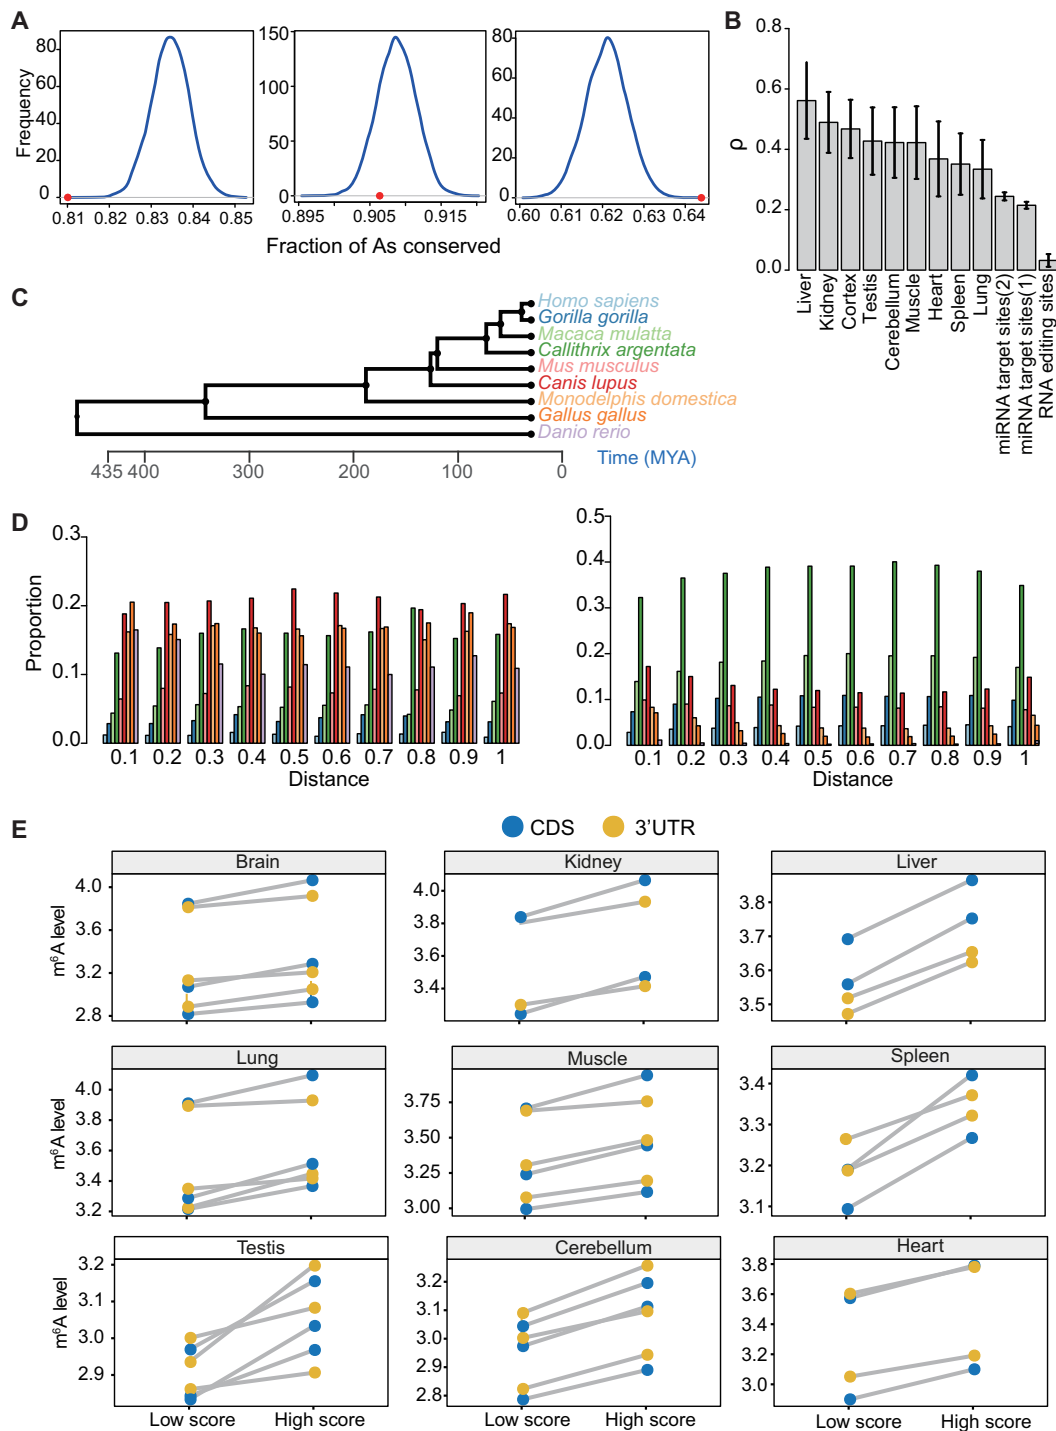 A
Frequency
80
60
40
20
0
0.81 0.82 0.83 0.84 0.85
150
100
50
0
0.895 0.905 0.915
80
60
40
20
0
0.60 0.61 0.62 0.63 0.64
Fraction of As conserved
B
ρ
0.8
0.6
0.4
0.2
0.0
Liver
Kidney
Cortex
Testis
Cerebellum
Muscle
Heart
Spleen
Lung
miRNA target sites(2)
miRNA target sites(1)
RNA editing sites
C
Homo sapiens
Gorilla gorilla
Macaca mulatta
Callithrix argentata
Mus musculus
Canis lupus
Monodelphis domestica
Gallus gallus
Danio rerio
435 400 300 200 100 0
Time (MYA)
D
Proportion
0.3
0.2
0.1
0.0
0.1 0.2 0.3 0.4 0.5 0.6 0.7 0.8 0.9 1
Distance
0.5
0.4
0.3
0.2
0.1
0.0
0.1 0.2 0.3 0.4 0.5 0.6 0.7 0.8 0.9 1
Distance
E
CDS 3'UTR
Brain
m⁶A level
4.0
3.6
3.2
2.8
Kidney
4.0
3.8
3.6
3.4
Liver
3.8
3.7
3.6
3.5
Lung
m⁶A level
4.0
3.8
3.6
3.4
3.2
Muscle
3.75
3.50
3.25
3.00
Spleen
3.4
3.3
3.2
3.1
Testis
m⁶A level
3.2
3.1
3.0
2.9
Low score High score
Cerebellum
3.2
3.1
3.0
2.9
2.8
Low score High score
Heart
3.8
3.6
3.4
3.2
3.0
Low score High score